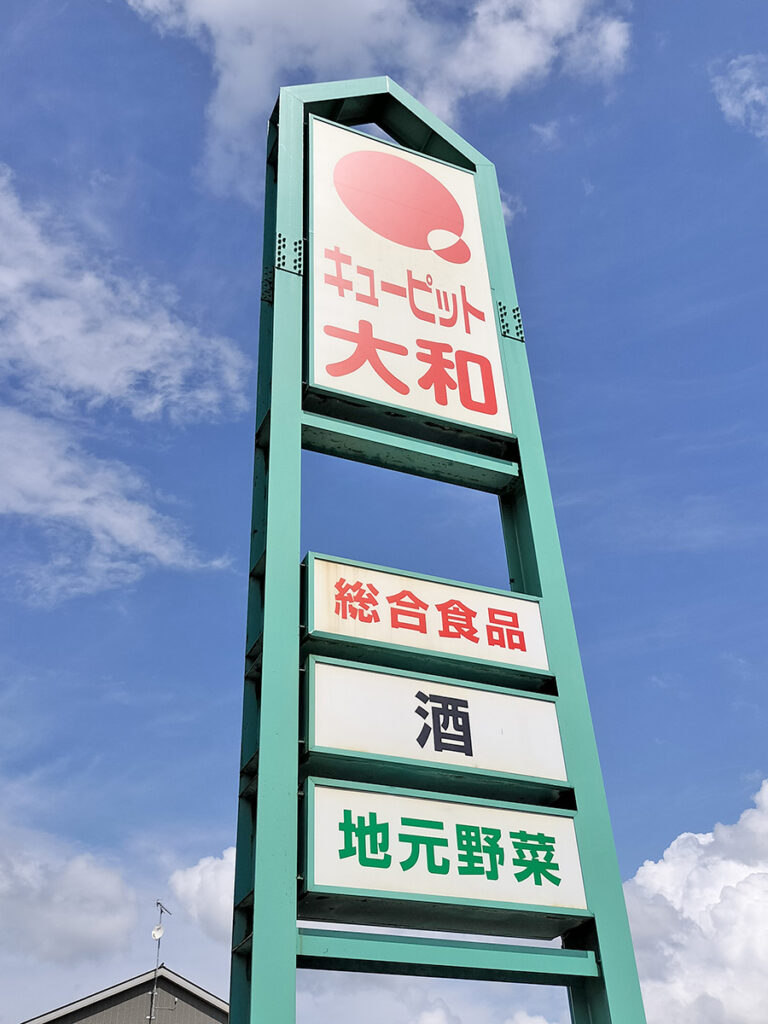 キューピット
大和
総合食品
酒
地元野菜